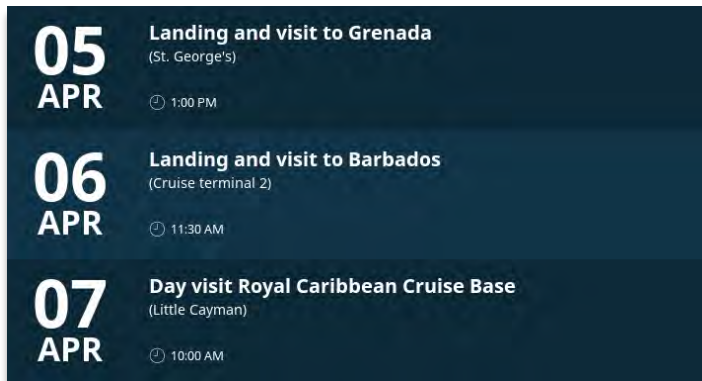 05
APR
Landing and visit to Grenada
(St. George's)
1:00 PM
06
APR
Landing and visit to Barbados
(Cruise terminal 2)
11:30 AM
07
APR
Day visit Royal Caribbean Cruise Base
(Little Cayman)
10:00 AM